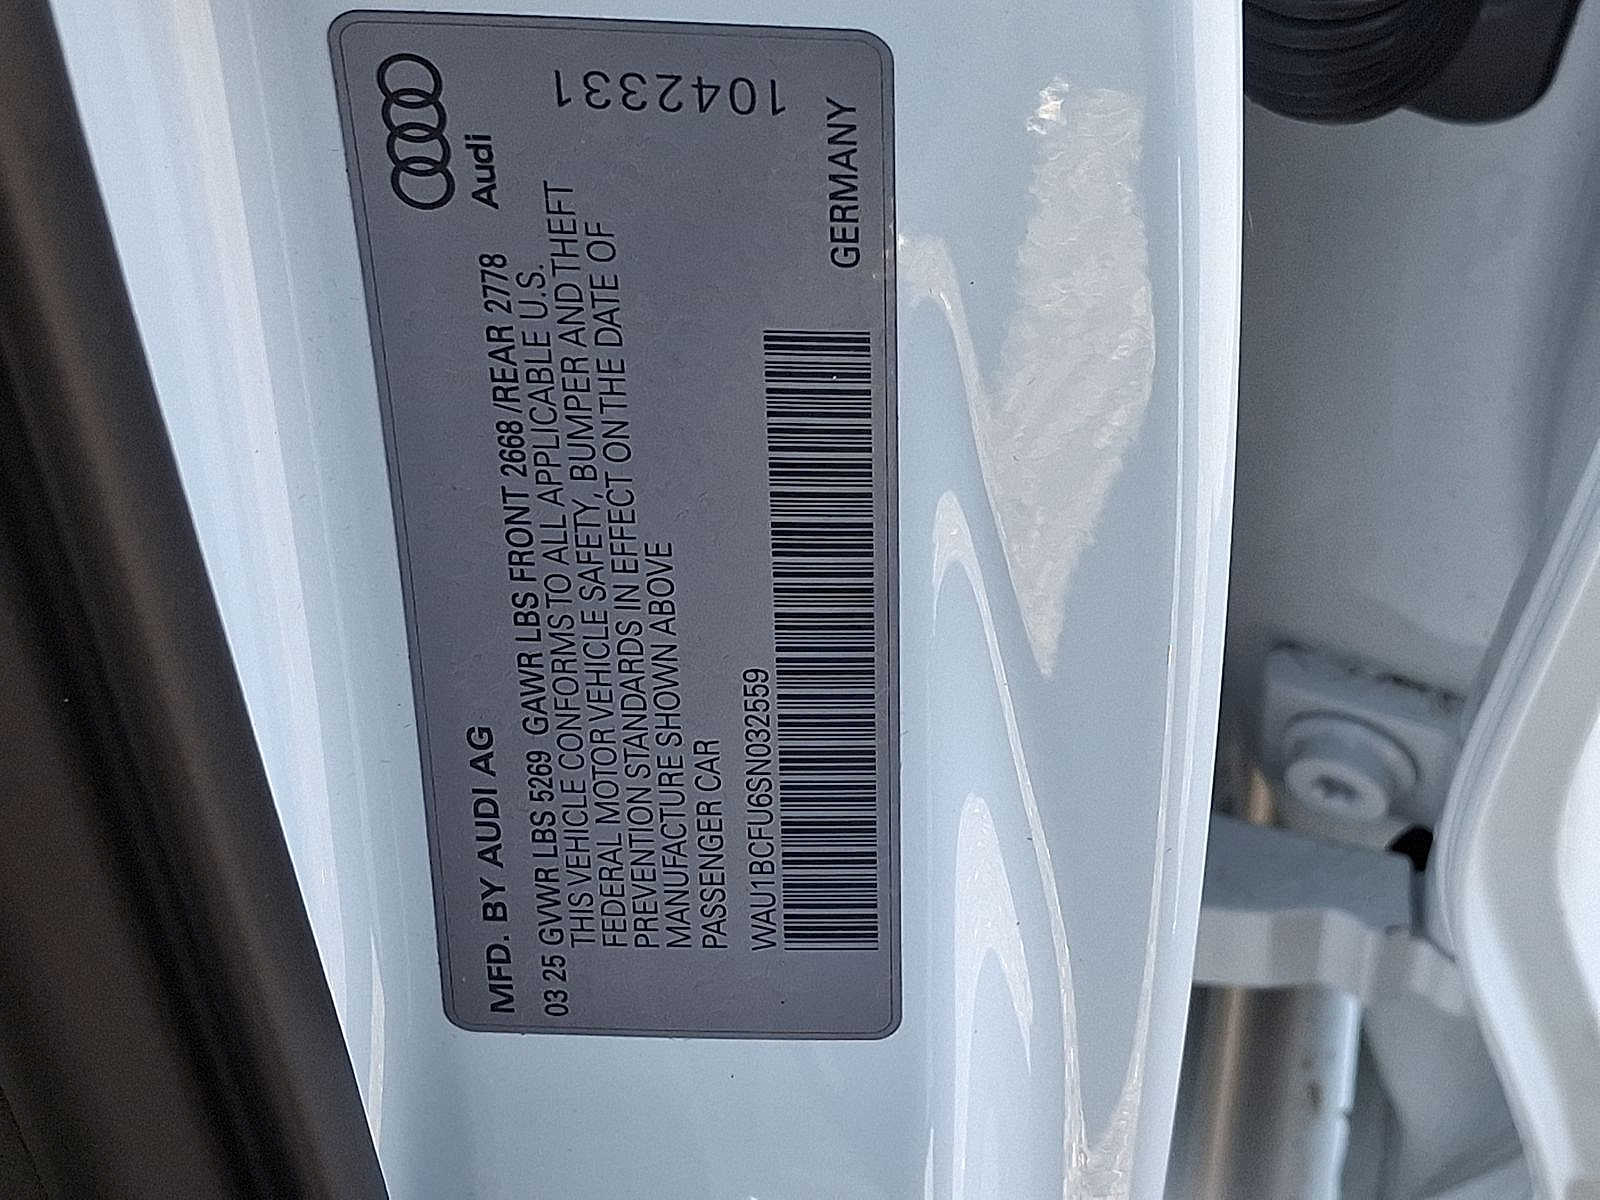 MFD. BY AUDI AG
Audi
03 25 GVWR LBS 5269 GAWR LBS FRONT 2668 /REAR 2778
THIS VEHICLE CONFORMS TO ALL APPLICABLE U.S.
FEDERAL MOTOR VEHICLE SAFETY, BUMPER AND THEFT
PREVENTION STANDARDS IN EFFECT ON THE DATE OF
MANUFACTURE SHOWN ABOVE
PASSENGER CAR
1042331
WAU1BCFU6SN032559
GERMANY